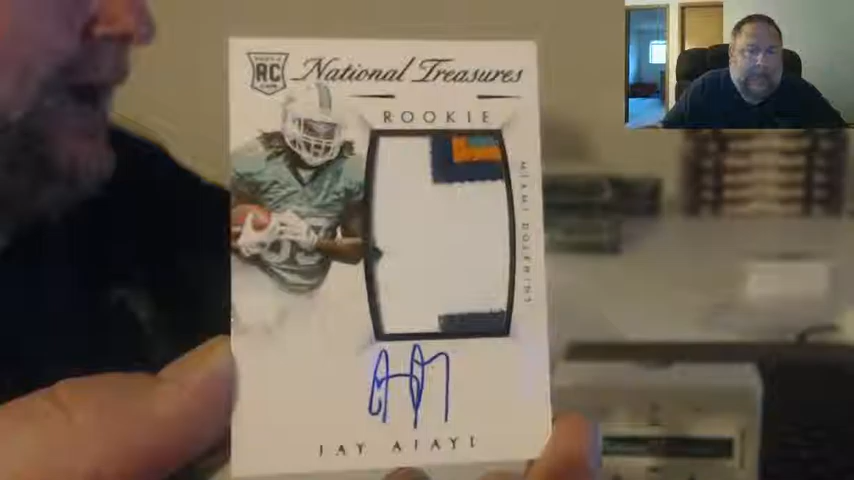 RC
National Treasures
ROOKIE
MIAMI DOLPHINS
JAY AJAYI